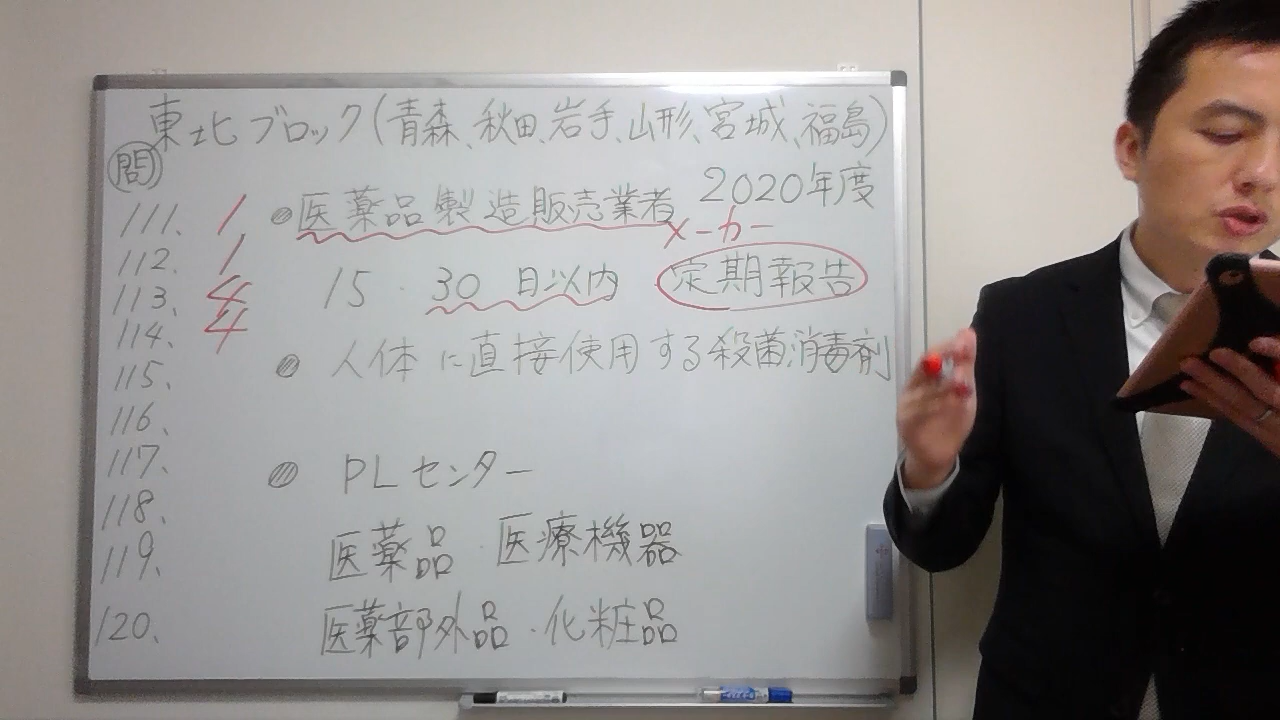 東北ブロック(青森、秋田、岩手、山形、宮城、福島)
問
2020年度
111. 1
●医薬品製造販売業者
メーカー
112. 1
15・30日以内 定期報告
113. 4
114. 4
●人体に直接使用する殺菌消毒剤
115.
116.
117.
●PLセンター
118.
医薬品・医療機器
119.
120.
医薬部外品・化粧品